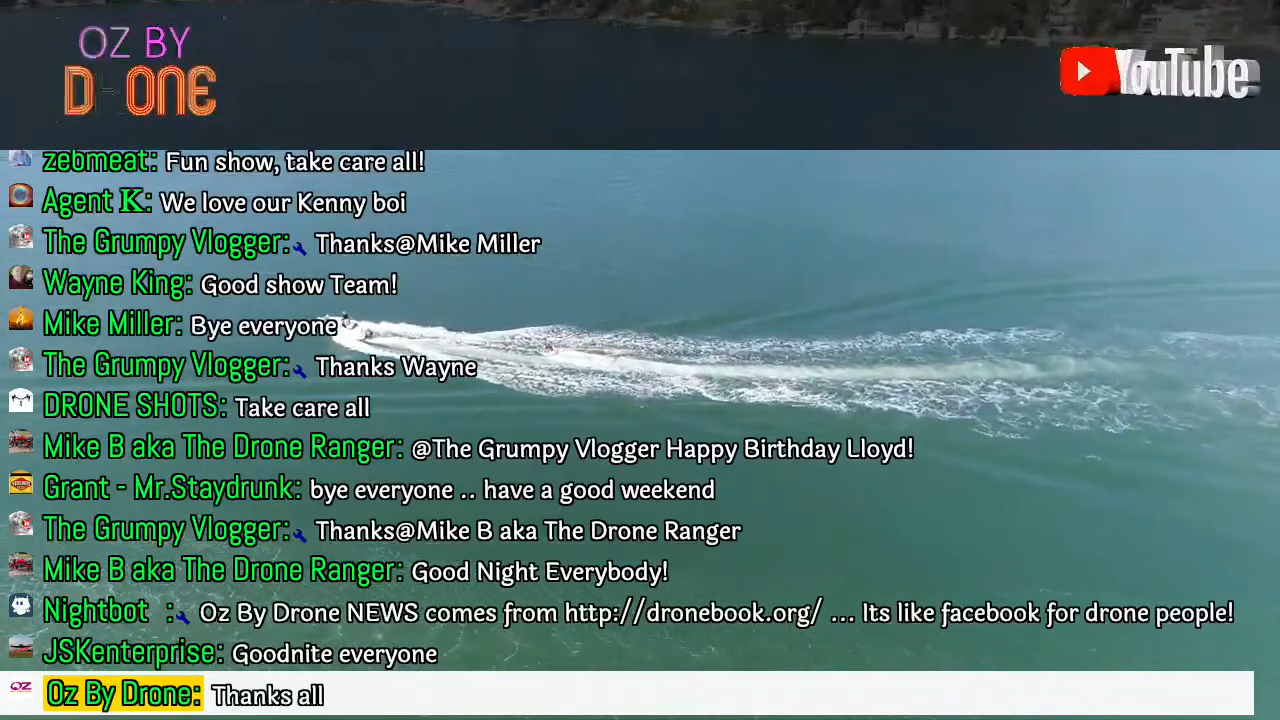 OZ BY
DRONE
YouTube
zebmeat: Fun show, take care all!
Agent K: We love our Kenny boi
The Grumpy Vlogger: Thanks@Mike Miller
Wayne King: Good show Team!
Mike Miller: Bye everyone
The Grumpy Vlogger: Thanks Wayne
DRONE SHOTS: Take care all
Mike B aka The Drone Ranger: @The Grumpy Vlogger Happy Birthday Lloyd!
Grant - Mr.Staydrunk: bye everyone .. have a good weekend
The Grumpy Vlogger: Thanks@Mike B aka The Drone Ranger
Mike B aka The Drone Ranger: Good Night Everybody!
Nightbot : Oz By Drone NEWS comes from http://dronebook.org/ ... Its like facebook for drone people!
JSKenterprise: Goodnite everyone
OZ
Oz By Drone: Thanks all